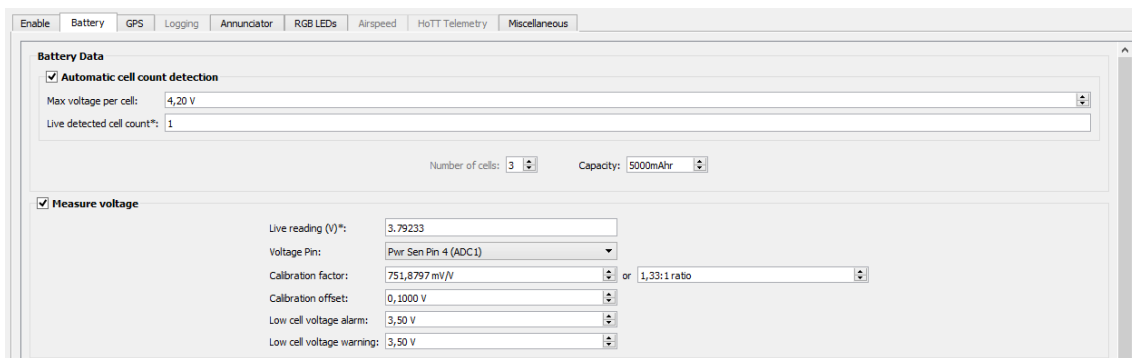 Enable Battery GPS Logging Annunciator RGB LEDs Airspeed HoTT Telemetry Miscellaneous
Battery Data
Automatic cell count detection
Max voltage per cell: 4,20 V
Live detected cell count*: 1
Number of cells: 3 Capacity: 5000mAhr
Measure voltage
Live reading (V)*: 3.79233
Voltage Pin: Pwr Sen Pin 4 (ADC1)
Calibration factor: 751,8797 mV/V or 1,33:1 ratio
Calibration offset: 0,1000 V
Low cell voltage alarm: 3,50 V
Low cell voltage warning: 3,50 V